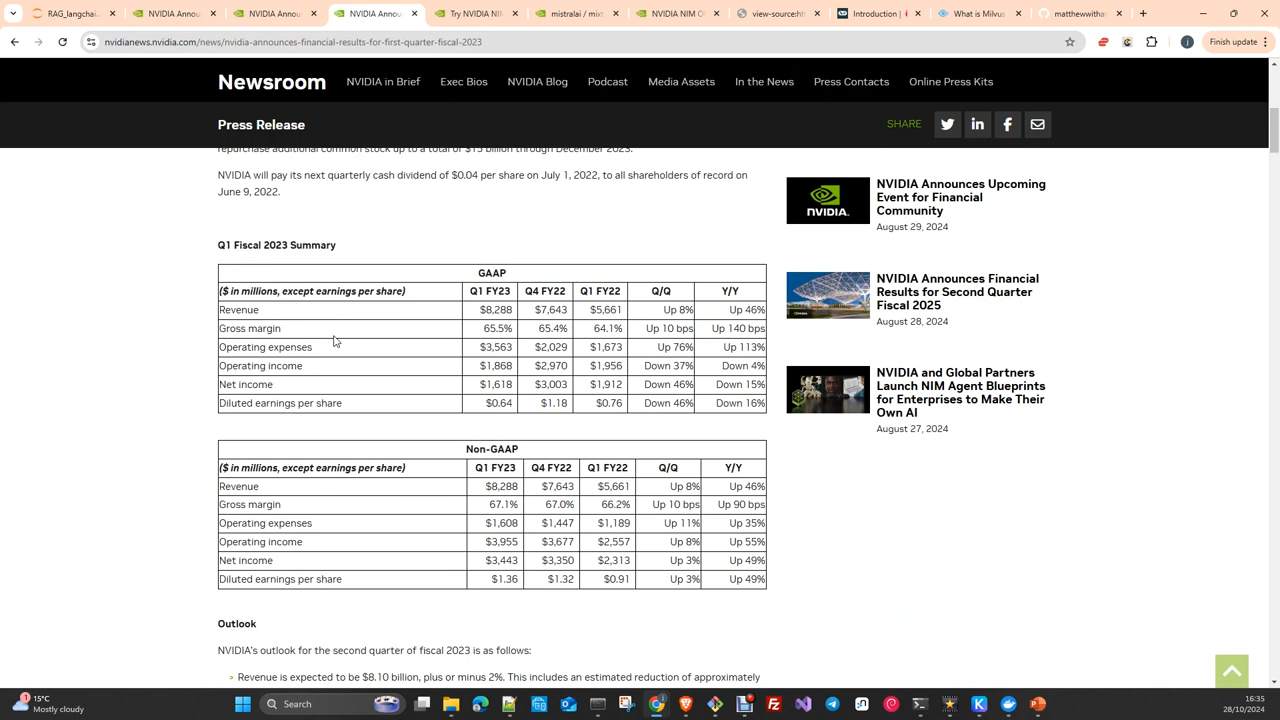 RAG_langchai...
NVIDIA Annou
NVIDIA Annou
NVIDIA Annou
Try NVIDIA NI
mistralai / mix
NVIDIA NIM O
view-source:ht
Introduction |
What is Milvus
matthewwithan
nvidianews.nvidia.com/news/nvidia-announces-financial-results-for-first-quarter-fiscal-2023
Finish update
Newsroom
NVIDIA in Brief
Exec Bios
NVIDIA Blog
Podcast
Media Assets
In the News
Press Contacts
Online Press Kits
Press Release
SHARE
repurchase additional common stock up to a total of $15 billion through December 2023.
NVIDIA will pay its next quarterly cash dividend of $0.04 per share on July 1, 2022, to all shareholders of record on
June 9, 2022.
Q1 Fiscal 2023 Summary
GAAP
($ in millions, except earnings per share) Q1 FY23 Q4 FY22 Q1 FY22 Q/Q Y/Y
Revenue $8,288 $7,643 $5,661 Up 8% Up 46%
Gross margin 65.5% 65.4% 64.1% Up 10 bps Up 140 bps
Operating expenses $3,563 $2,029 $1,673 Up 76% Up 113%
Operating income $1,868 $2,970 $1,956 Down 37% Down 4%
Net income $1,618 $3,003 $1,912 Down 46% Down 15%
Diluted earnings per share $0.64 $1.18 $0.76 Down 46% Down 16%
Non-GAAP
($ in millions, except earnings per share) Q1 FY23 Q4 FY22 Q1 FY22 Q/Q Y/Y
Revenue $8,288 $7,643 $5,661 Up 8% Up 46%
Gross margin 67.1% 67.0% 66.2% Up 10 bps Up 90 bps
Operating expenses $1,608 $1,447 $1,189 Up 11% Up 35%
Operating income $3,955 $3,677 $2,557 Up 8% Up 55%
Net income $3,443 $3,350 $2,313 Up 3% Up 49%
Diluted earnings per share $1.36 $1.32 $0.91 Up 3% Up 49%
Outlook
NVIDIA's outlook for the second quarter of fiscal 2023 is as follows:
Revenue is expected to be $8.10 billion, plus or minus 2%. This includes an estimated reduction of approximately
NVIDIA.
NVIDIA Announces Upcoming
Event for Financial
Community
August 29, 2024
NVIDIA Announces Financial
Results for Second Quarter
Fiscal 2025
August 28, 2024
NVIDIA and Global Partners
Launch NIM Agent Blueprints
for Enterprises to Make Their
Own AI
August 27, 2024
1
15°C
Mostly cloudy
Search
16:35
28/10/2024